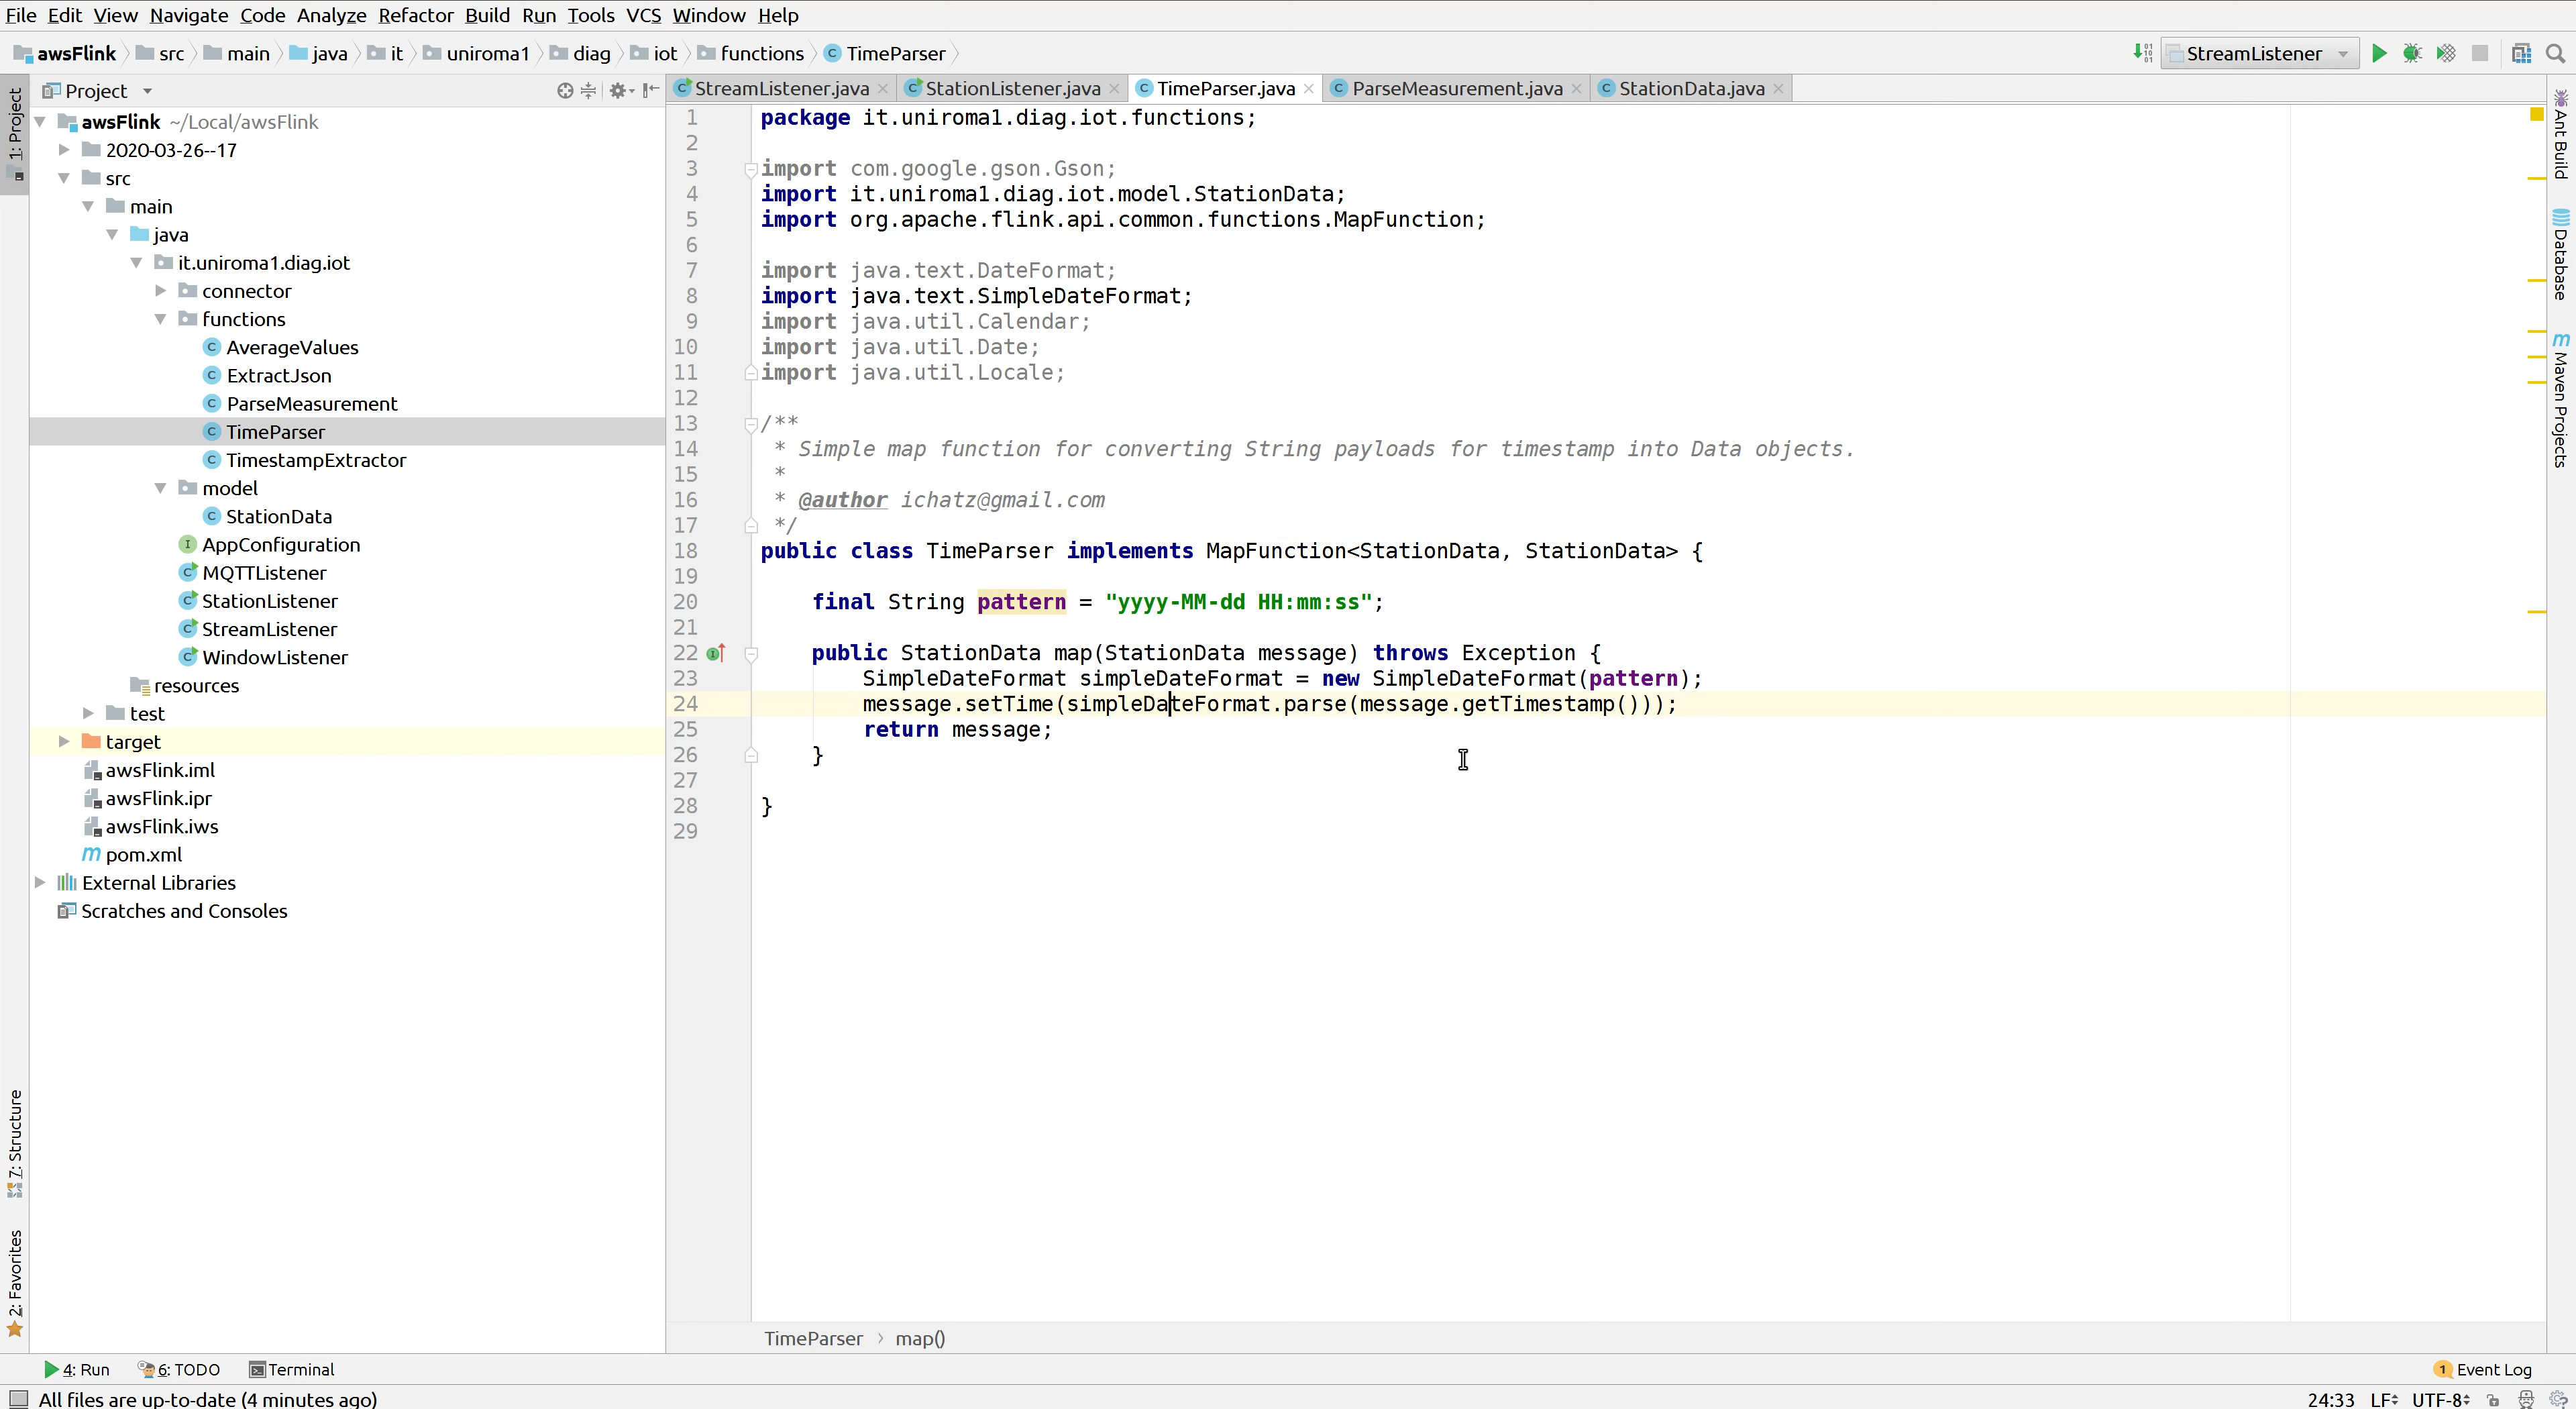 File Edit View Navigate Code Analyze Refactor Build Run Tools VCS Window Help
awsFlink src main java it uniroma1 diag iot functions TimeParser StreamListener
1: Project
Project
StreamListener.java StationListener.java TimeParser.java ParseMeasurement.java StationData.java
awsFlink ~/Local/awsFlink
2020-03-26--17
src
main
java
it.uniroma1.diag.iot
connector
functions
AverageValues
ExtractJson
ParseMeasurement
TimeParser
TimestampExtractor
model
StationData
AppConfiguration
MQTTListener
StationListener
StreamListener
WindowListener
resources
test
target
awsFlink.iml
awsFlink.ipr
awsFlink.iws
pom.xml
External Libraries
Scratches and Consoles
7: Structure
2: Favorites
1 package it.uniroma1.diag.iot.functions;
2
3 import com.google.gson.Gson;
4 import it.uniroma1.diag.iot.model.StationData;
5 import org.apache.flink.api.common.functions.MapFunction;
6
7 import java.text.DateFormat;
8 import java.text.SimpleDateFormat;
9 import java.util.Calendar;
10 import java.util.Date;
11 import java.util.Locale;
12
13 /**
14 * Simple map function for converting String payloads for timestamp into Data objects.
15 *
16 * @author ichatz@gmail.com
17 */
18 public class TimeParser implements MapFunction<StationData, StationData> {
19
20 final String pattern = "yyyy-MM-dd HH:mm:ss";
21
22 public StationData map(StationData message) throws Exception {
23 SimpleDateFormat simpleDateFormat = new SimpleDateFormat(pattern);
24 message.setTime(simpleDateFormat.parse(message.getTimestamp()));
25 return message;
26 }
27
28 }
29
Ant Build
Database
Maven Projects
TimeParser > map()
4: Run 6: TODO Terminal 1 Event Log
All files are up-to-date (4 minutes ago) 24:33 LF UTF-8